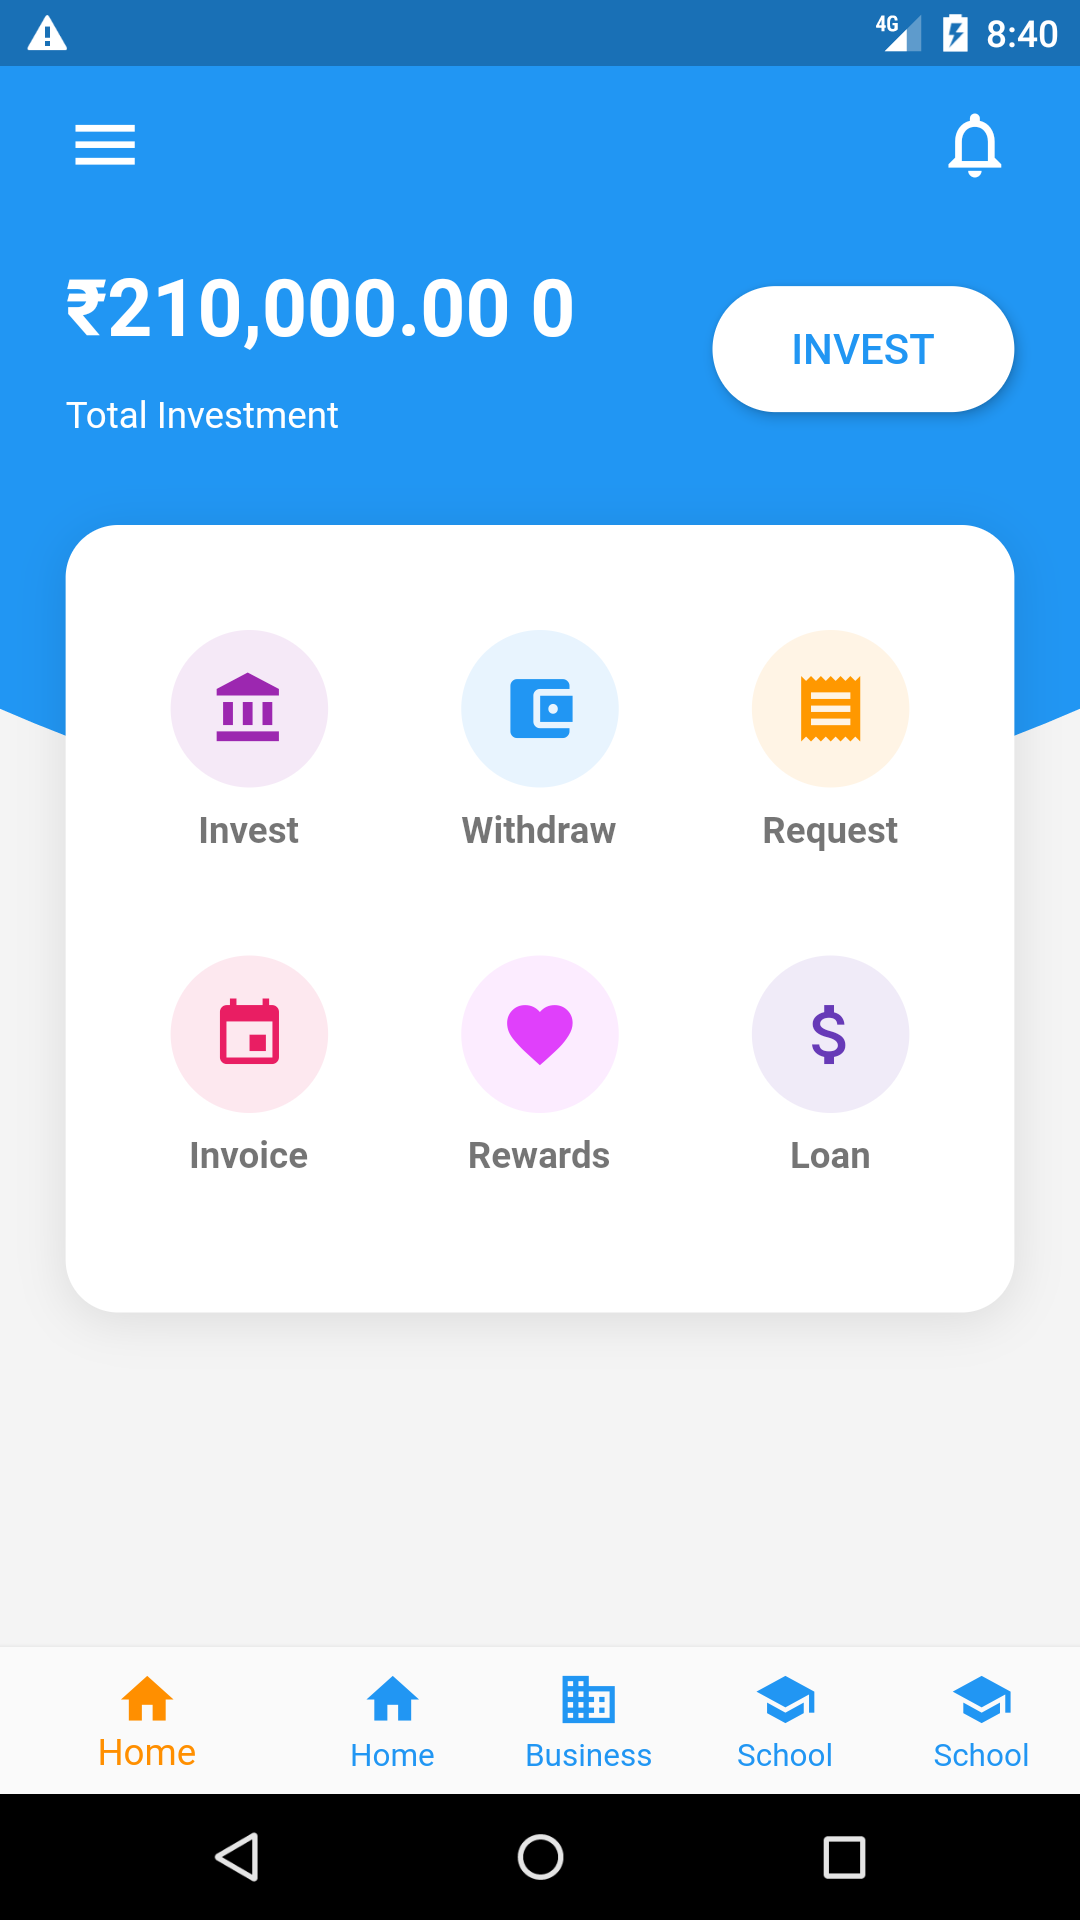 4G 8:40
₹210,000.00 0
INVEST
Total Investment
Invest Withdraw Request
Invoice Rewards Loan
Home Home Business School School